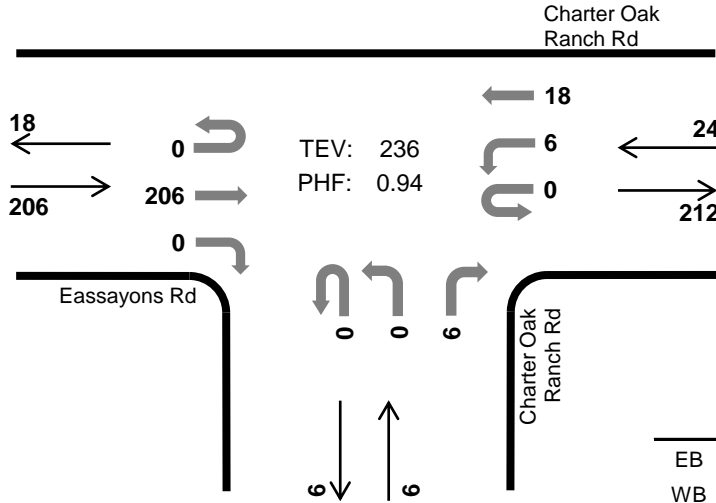 Charter Oak
Ranch Rd
18
18
24
0
TEV: 236
6
206
206
PHF: 0.94
0
212
0
Eassayons Rd
0
0
6
Charter Oak
Ranch Rd
6
6
EB
WB